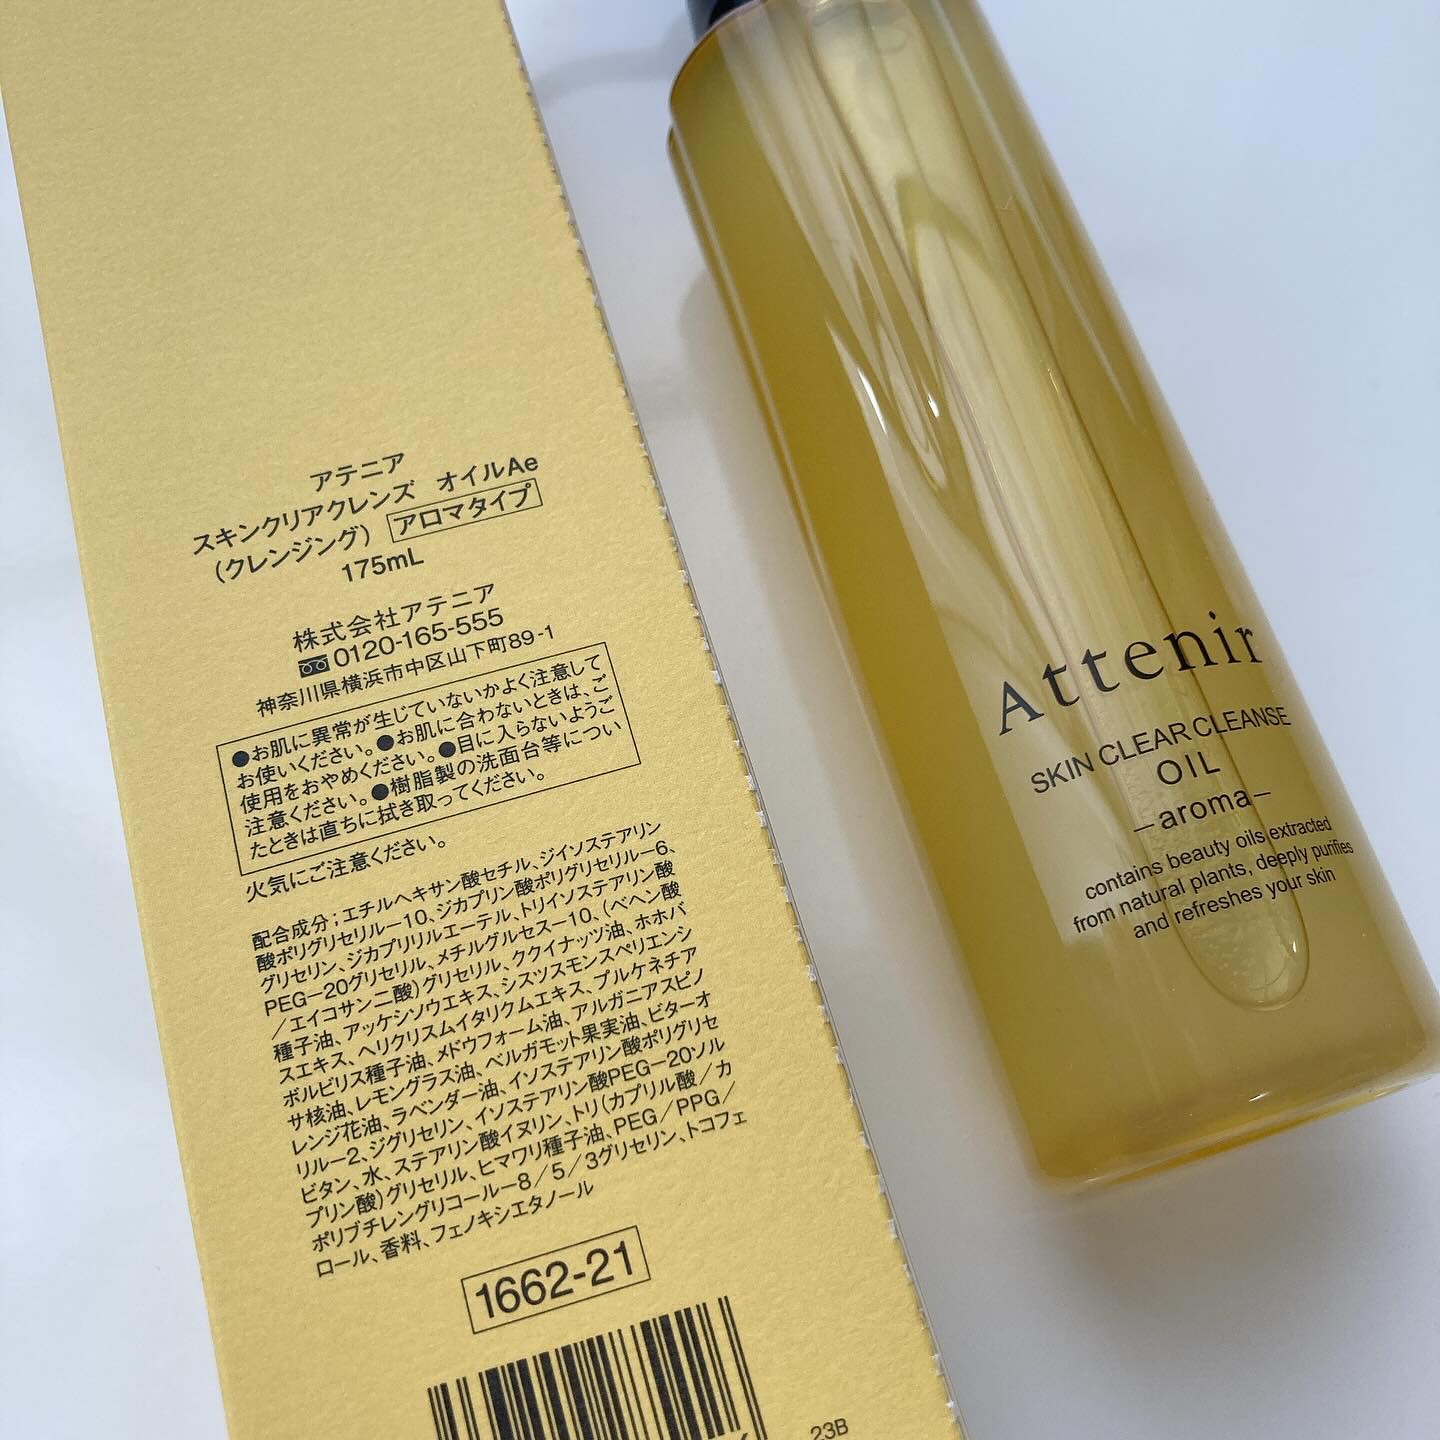 アテニア
スキンクリアクレンズ オイルAe
(クレンジング) アロマタイプ
175mL
株式会社アテニア
0120-165-555
神奈川県横浜市中区山下町89-1
●お肌に異常が生じていないかよく注意して
お使いください。●お肌に合わないときは、ご
使用をおやめください。●目に入らないようご
注意ください。●樹脂製の洗面台等につい
たときは直ちに拭き取ってください。
火気にご注意ください。
配合成分;エチルヘキサン酸セチル、ジイソステアリン
酸ポリグリセリル-10、ジカプリン酸ポリグリセリル-6、
グリセリン、ジカプリリルエーテル、トリイソステアリン酸
PEG-20グリセリル、メチルグルセス-10、(ベヘン酸
/エイコサン二酸)グリセリル、ククイナッツ油、ホホバ
種子油、アッケシソウエキス、シスツスモンスペリエンシ
スエキス、ヘリクリスムイタリクムエキス、プルケネチア
ボルビリス種子油、メドウフォーム油、アルガニアスピノ
サ核油、レモングラス油、ベルガモット果実油、ビターオ
レンジ花油、ラベンダー油、イソステアリン酸ポリグリセ
リル-2、ジグリセリン、イソステアリン酸PEG-20ソル
ビタン、水、ステアリン酸イヌリン、トリ(カプリル酸/カ
プリン酸)グリセリル、ヒマワリ種子油、PEG/PPG/
ポリブチレングリコール-8/5/3グリセリン、トコフェ
ロール、香料、フェノキシエタノール
1662-21
23B
Attenir
SKIN CLEAR CLEANSE
OIL
-aroma-
contains beauty oils extracted
from natural plants, deeply purifies
and refreshes your skin